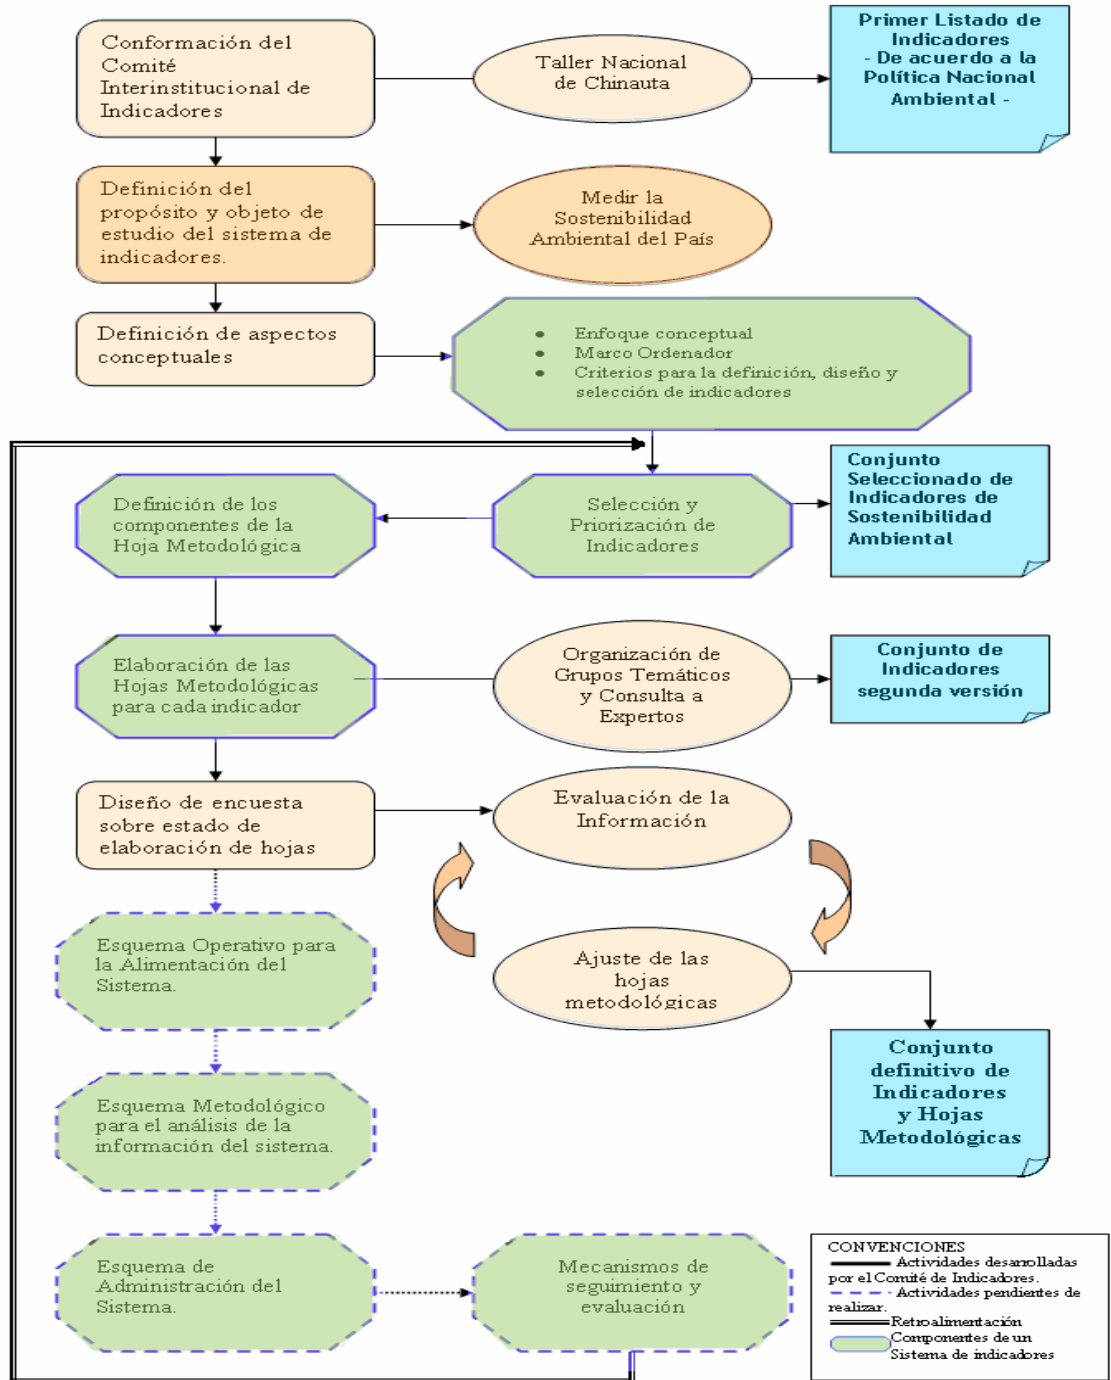 Conformación del
Comité
Interinstitucional de
Indicadores
Taller Nacional
de Chinauta
Primer Listado de
Indicadores
- De acuerdo a la
Política Nacional
Ambiental -
Definición del
propósito y objeto de
estudio del sistema de
indicadores.
Medir la
Sostenibilidad
Ambiental del País
Definición de aspectos
conceptuales
● Enfoque conceptual
● Marco Ordenador
● Criterios para la definición, diseño y
selección de indicadores
Definición de los
componentes de la
Hoja Metodológica
Selección y
Priorización de
Indicadores
Conjunto
Seleccionado de
Indicadores de
Sostenibilidad
Ambiental
Elaboración de las
Hojas Metodológicas
para cada indicador
Organización de
Grupos Temáticos
y Consulta a
Expertos
Conjunto de
Indicadores
segunda versión
Diseño de encuesta
sobre estado de
elaboración de hojas
Evaluación de la
Información
Esquema Operativo para
la Alimentación del
Sistema.
Ajuste de las
hojas
metodológicas
Conjunto
definitivo de
Indicadores
y Hojas
Metodológicas
Esquema Metodológico
para el análisis de la
información del sistema.
Esquema de
Administración del
Sistema.
Mecanismos de
seguimiento y
evaluación
CONVENCIONES
Actividades desarrolladas
por el Comité de Indicadores.
Actividades pendientes de
realizar.
Retroalimentación
Componentes de un
Sistema de indicadores